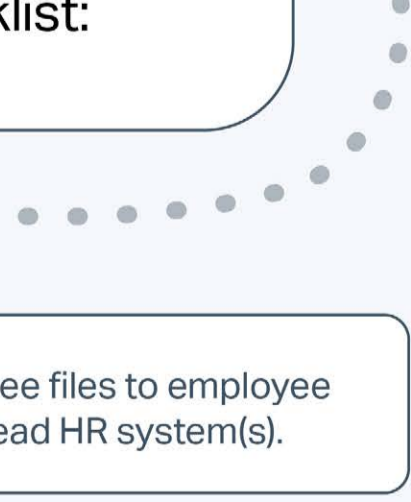 klist:
ee files to employee
ead HR system(s).